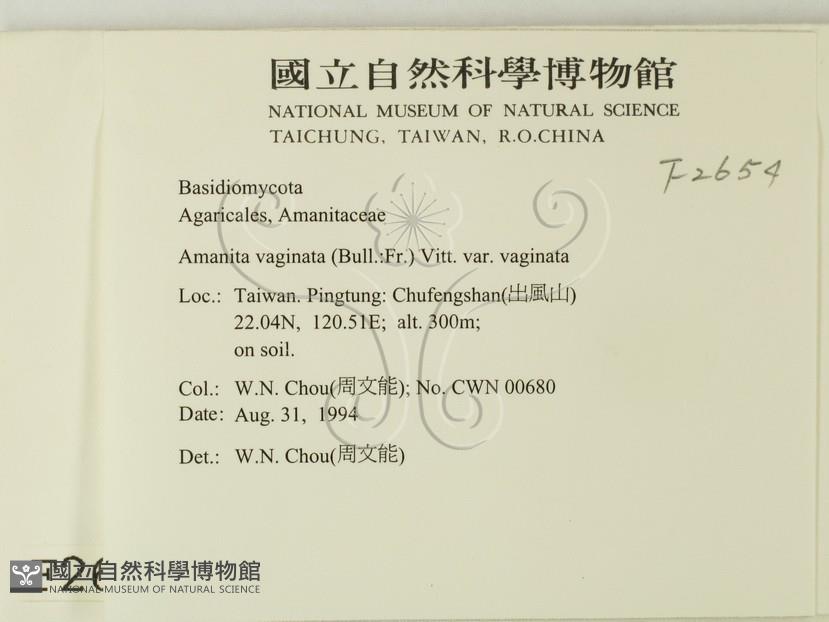 國立自然科學博物館
NATIONAL MUSEUM OF NATURAL SCIENCE
TAICHUNG, TAIWAN, R.O.CHINA
F2654
Basidiomycota
Agaricales, Amanitaceae
Amanita vaginata (Bull.:Fr.) Vitt. var. vaginata
Loc.: Taiwan. Pingtung: Chufengshan(出風山)
22.04N, 120.51E; alt. 300m;
on soil.
Col.: W.N. Chou(周文能); No. CWN 00680
Date: Aug. 31, 1994
Det.: W.N. Chou(周文能)
國立自然科學博物館
NATIONAL MUSEUM OF NATURAL SCIENCE